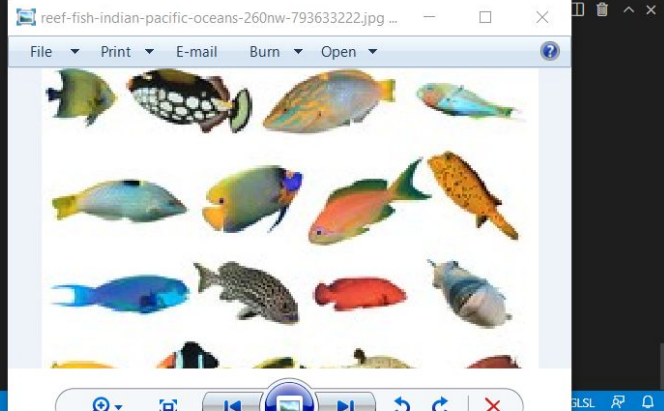 reef-fish-indian-pacific-oceans-260nw-793633222.jpg ...
File Print E-mail Burn Open ?
GLSL